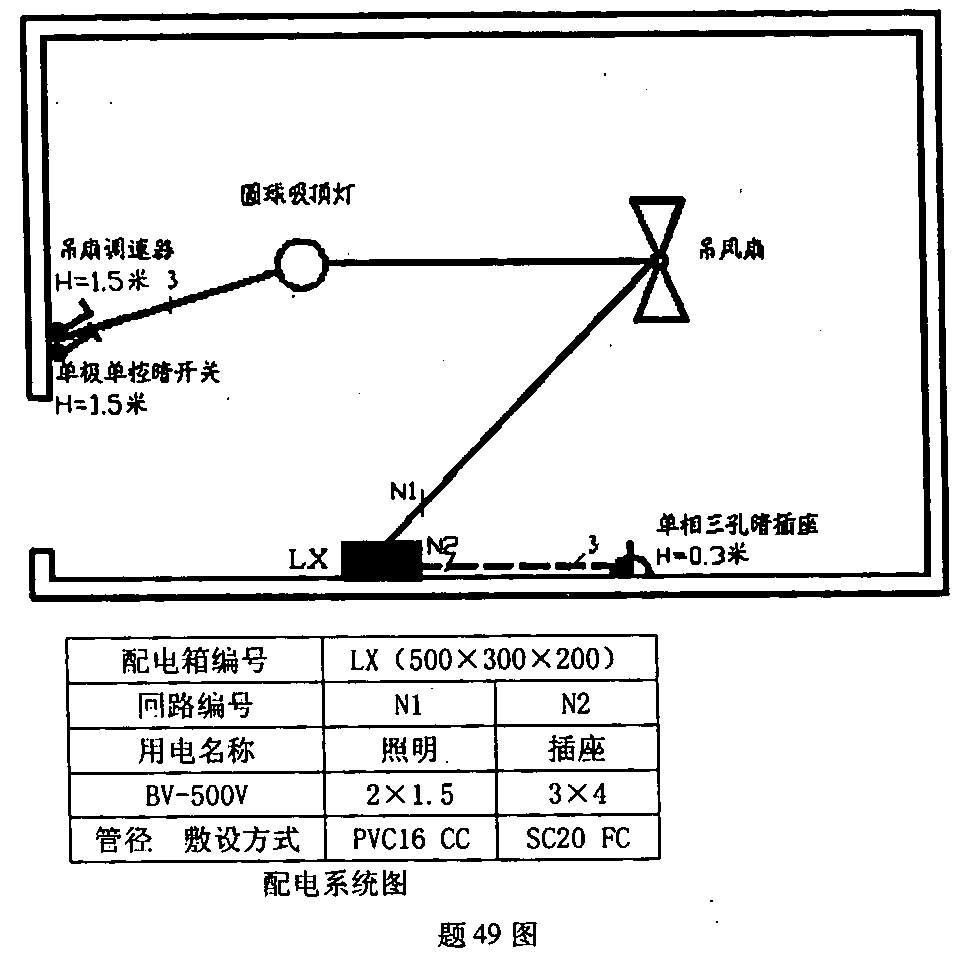 圆球吸顶灯
吊扇调速器
H=1.5米
3
吊风扇
单极单控暗开关
H=1.5米
N1
单相三孔暗插座
H=0.3米
LX
N2
3
配电箱编号 LX（500×300×200）
回路编号 N1 N2
用电名称 照明 插座
BV-500V 2×1.5 3×4
管径 敷设方式 PVC16 CC SC20 FC
配电系统图
题49图